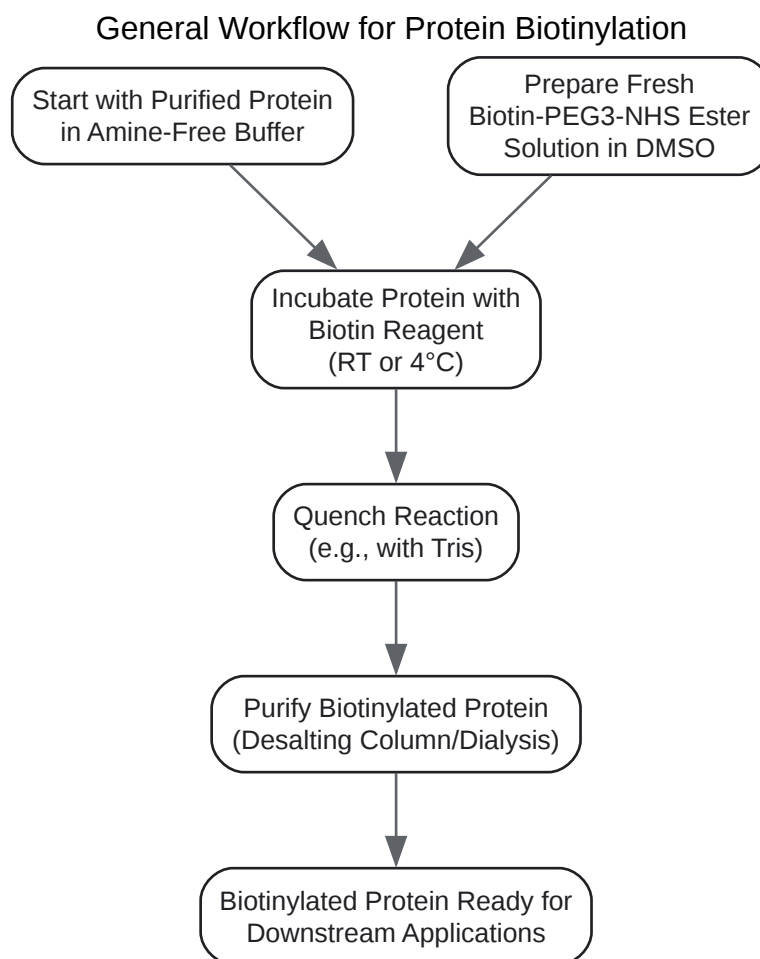 General Workflow for Protein Biotinylation
Start with Purified Protein
in Amine-Free Buffer
Prepare Fresh
Biotin-PEG3-NHS Ester
Solution in DMSO
Incubate Protein with
Biotin Reagent
(RT or 4°C)
Quench Reaction
(e.g., with Tris)
Purify Biotinylated Protein
(Desalting Column/Dialysis)
Biotinylated Protein Ready for
Downstream Applications